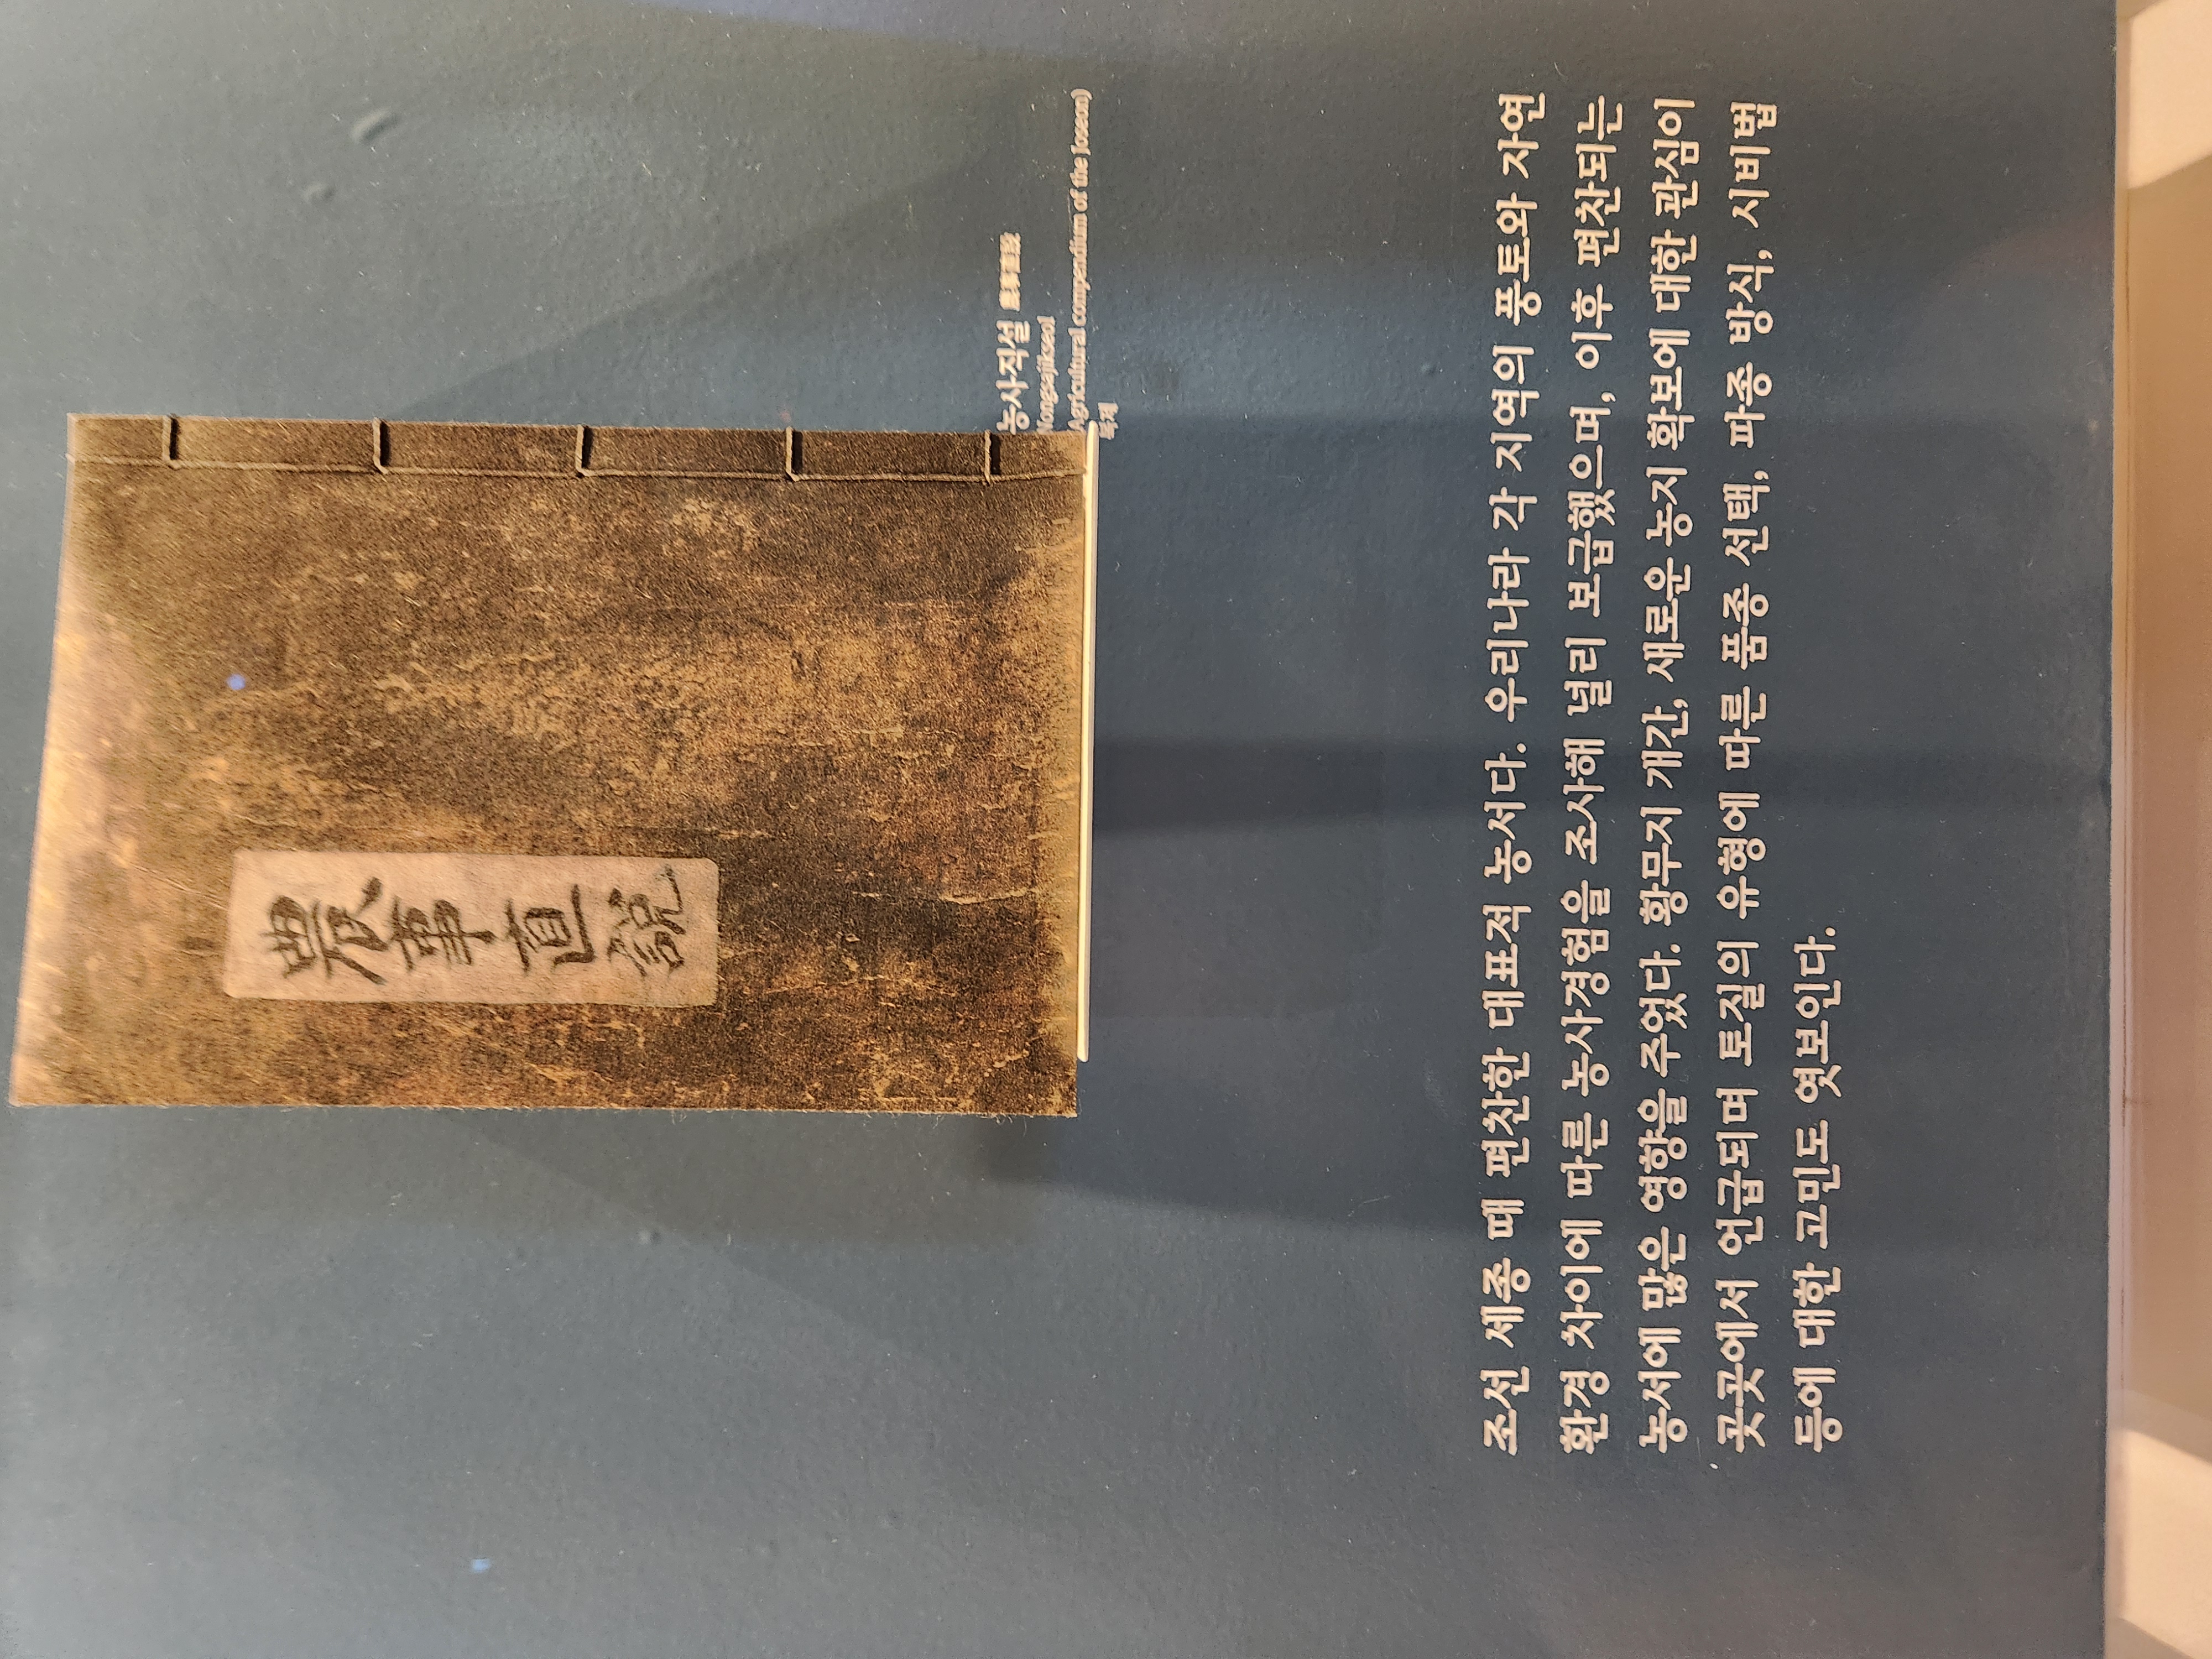 農事直說
농사직설 農事直說
Nongsajikseol
Agricultural compendium of the Joseon)
복제
조선 세종 때 편찬한 대표적 농서다. 우리나라 각 지역의 풍토와 자연
환경 차이에 따른 농사경험을 조사해 널리 보급했으며, 이후 편찬되는
농서에 많은 영향을 주었다. 황무지 개간, 새로운 농지 확보에 대한 관심이
곳곳에서 언급되며 토질의 유형에 따른 품종 선택, 파종 방식, 시비법
등에 대한 고민도 엿보인다.